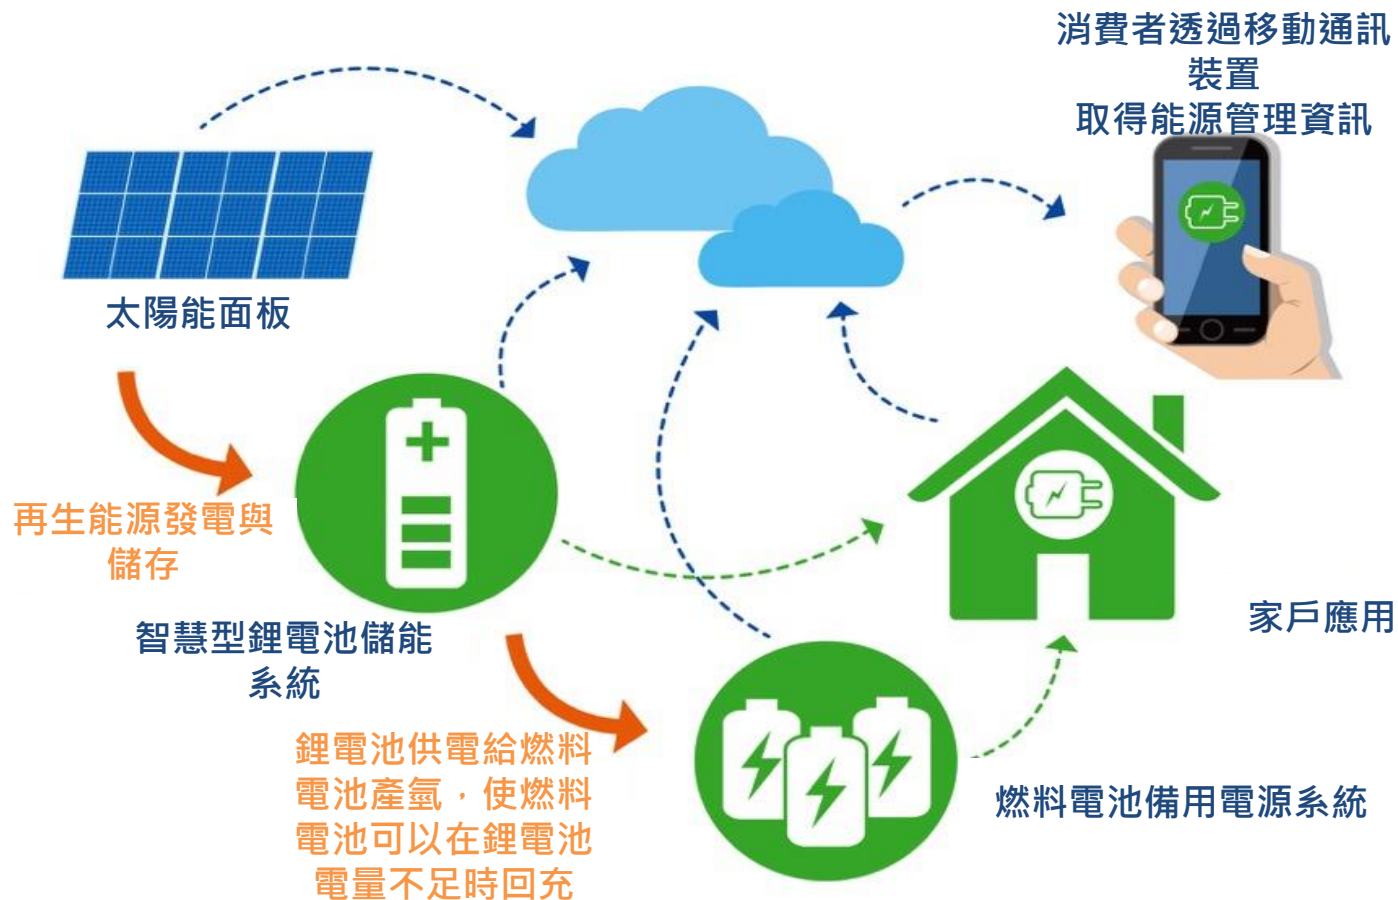 消費者透過移動通訊
裝置
取得能源管理資訊
太陽能面板
再生能源發電與
儲存
智慧型鋰電池儲能
系統
家戶應用
鋰電池供電給燃料
電池產氫，使燃料
電池可以在鋰電池
電量不足時回充
燃料電池備用電源系統